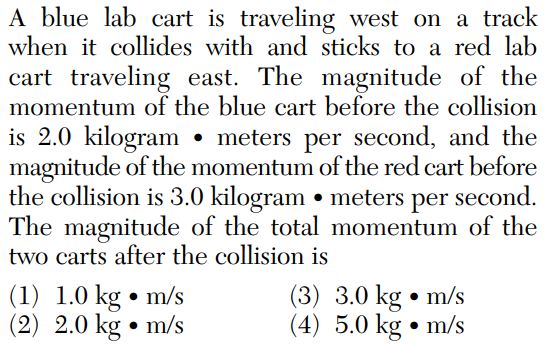 A blue lab cart is traveling west on a track
when it collides with and sticks to a red lab
cart traveling east. The magnitude of the
momentum of the blue cart before the collision
is 2.0 kilogram • meters per second, and the
magnitude of the momentum of the red cart before
the collision is 3.0 kilogram • meters per second.
The magnitude of the total momentum of the
two carts after the collision is
(1) 1.0 kg • m/s (3) 3.0 kg • m/s
(2) 2.0 kg • m/s (4) 5.0 kg • m/s